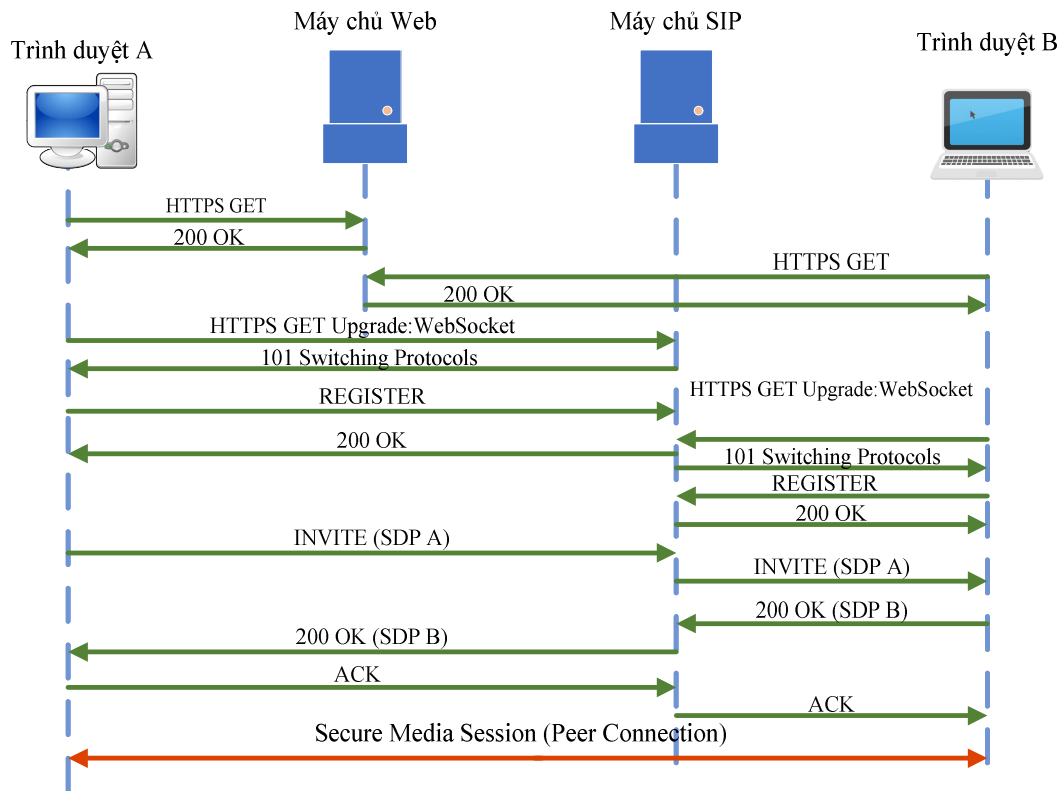 Máy chủ Web
Máy chủ SIP
Trình duyệt A
Trình duyệt B
HTTPS GET
200 OK
HTTPS GET
200 OK
HTTPS GET Upgrade:WebSocket
101 Switching Protocols
HTTPS GET Upgrade:WebSocket
REGISTER
200 OK
101 Switching Protocols
REGISTER
200 OK
INVITE (SDP A)
INVITE (SDP A)
200 OK (SDP B)
200 OK (SDP B)
ACK
ACK
Secure Media Session (Peer Connection)